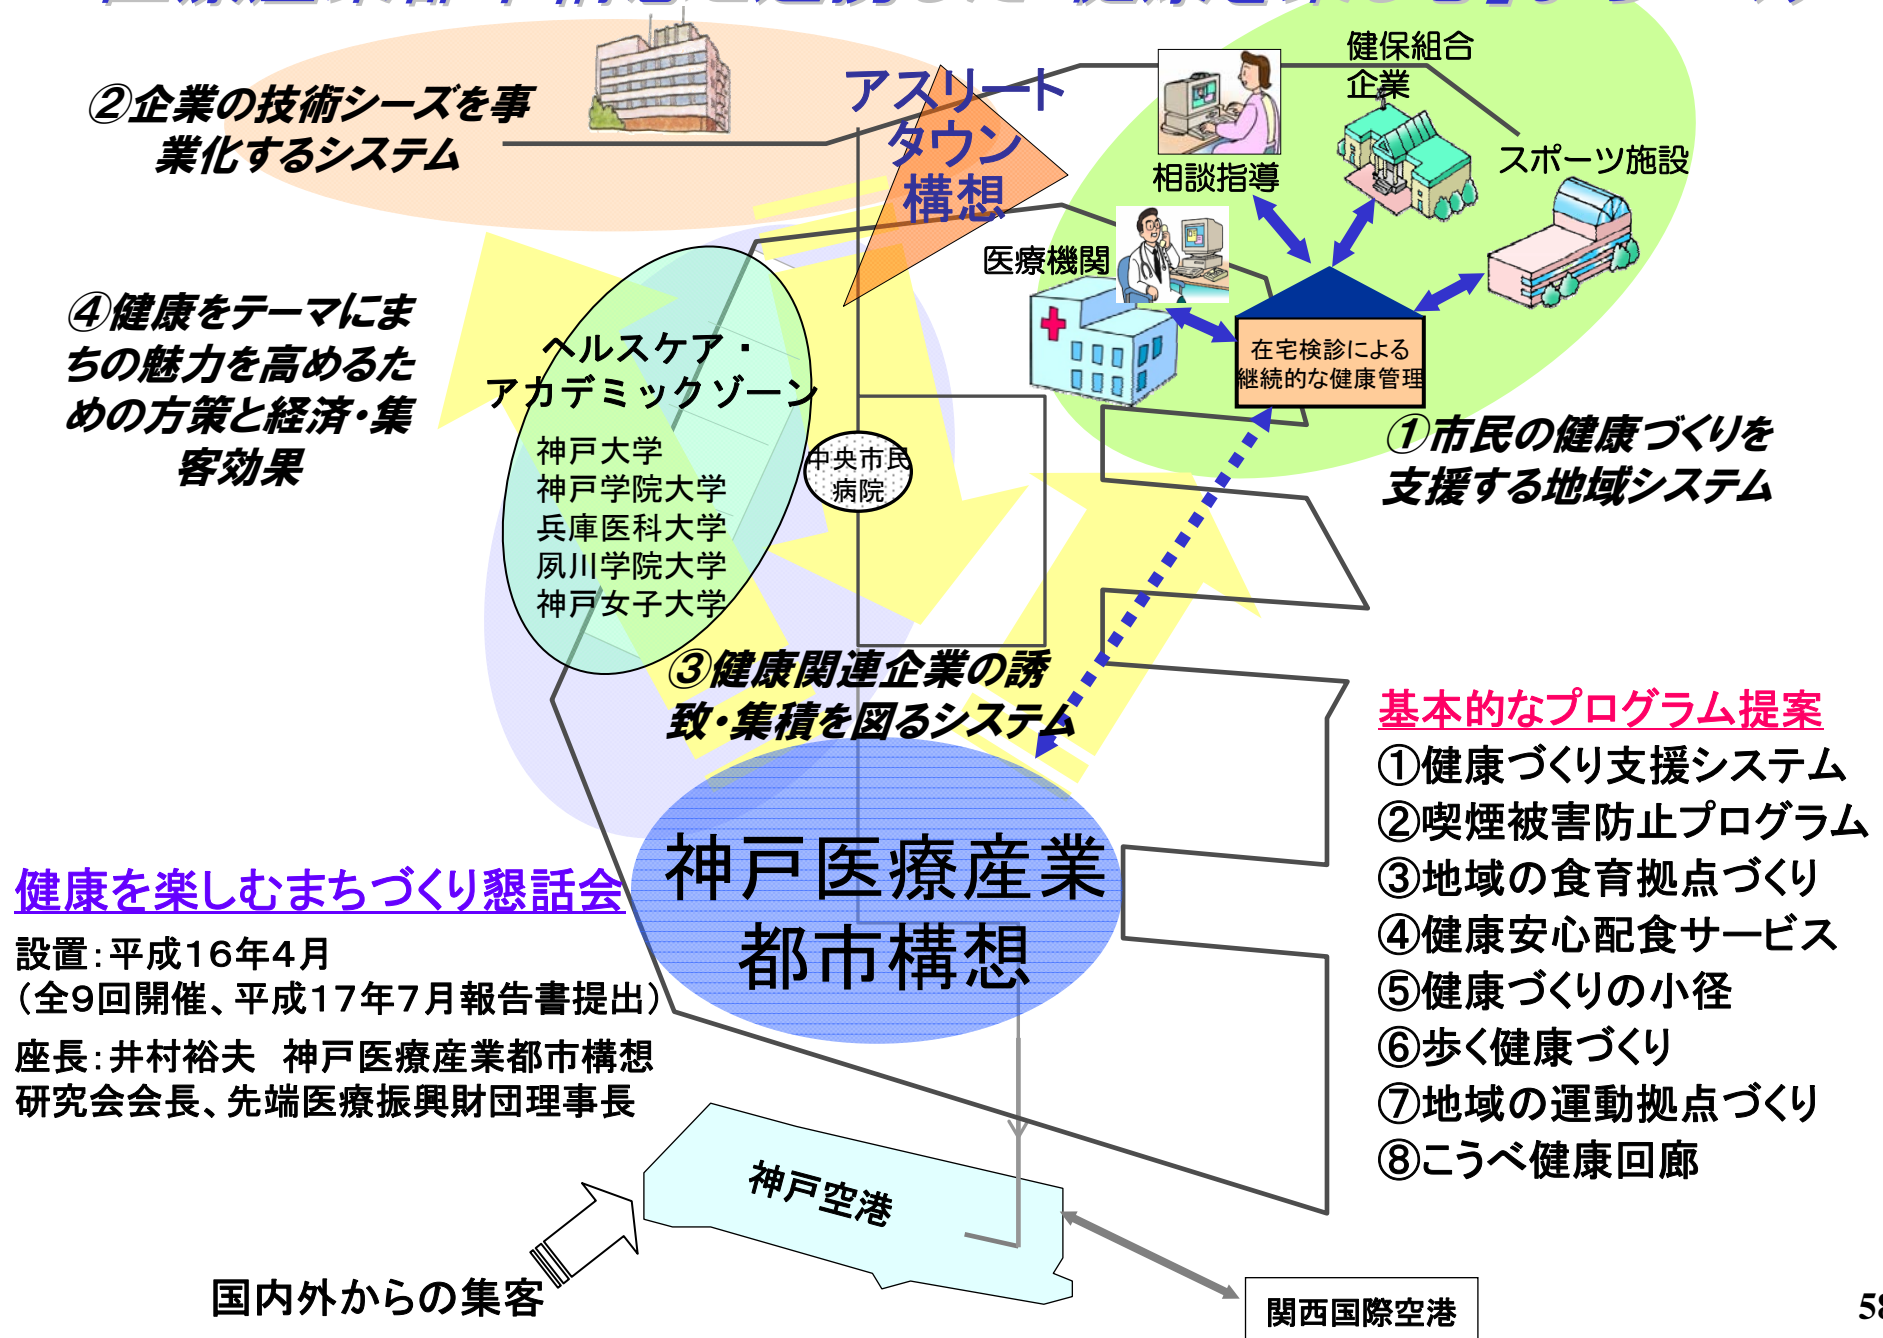 ②企業の技術シーズを事
業化するシステム
アスリート
タウン
構想
健保組合
企業
相談指導
スポーツ施設
医療機関
在宅検診による
継続的な健康管理
①市民の健康づくりを
支援する地域システム
④健康をテーマにま
ちの魅力を高めるた
めの方策と経済・集
客効果
ヘルスケア・
アカデミックゾーン
神戸大学
神戸学院大学
兵庫医科大学
夙川学院大学
神戸女子大学
中央市民
病院
③健康関連企業の誘
致・集積を図るシステム
神戸医療産業
都市構想
健康を楽しむまちづくり懇話会
設置：平成16年4月
（全9回開催、平成17年7月報告書提出）
座長：井村裕夫　神戸医療産業都市構想
研究会会長、先端医療振興財団理事長
基本的なプログラム提案
①健康づくり支援システム
②喫煙被害防止プログラム
③地域の食育拠点づくり
④健康安心配食サービス
⑤健康づくりの小径
⑥歩く健康づくり
⑦地域の運動拠点づくり
⑧こうべ健康回廊
神戸空港
国内外からの集客
関西国際空港
58